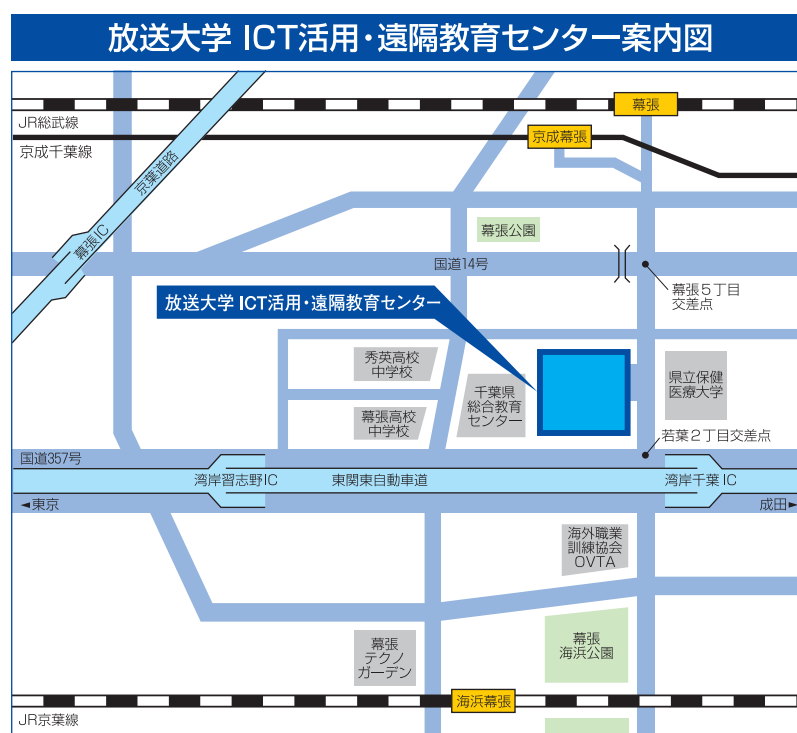 放送大学 ICT活用・遠隔教育センター案内図
幕張
JR総武線
京成幕張
京成千葉線
京葉道路
幕張公園
幕張IC
国道14号
幕張5丁目
交差点
放送大学 ICT活用・遠隔教育センター
秀英高校
中学校
千葉県
総合教育
センター
県立保健
医療大学
幕張高校
中学校
若葉2丁目交差点
国道357号
湾岸習志野IC
東関東自動車道
湾岸千葉IC
◄東京
成田►
海外職業
訓練協会
OVTA
幕張
テクノ
ガーデン
幕張
海浜公園
海浜幕張
JR京葉線